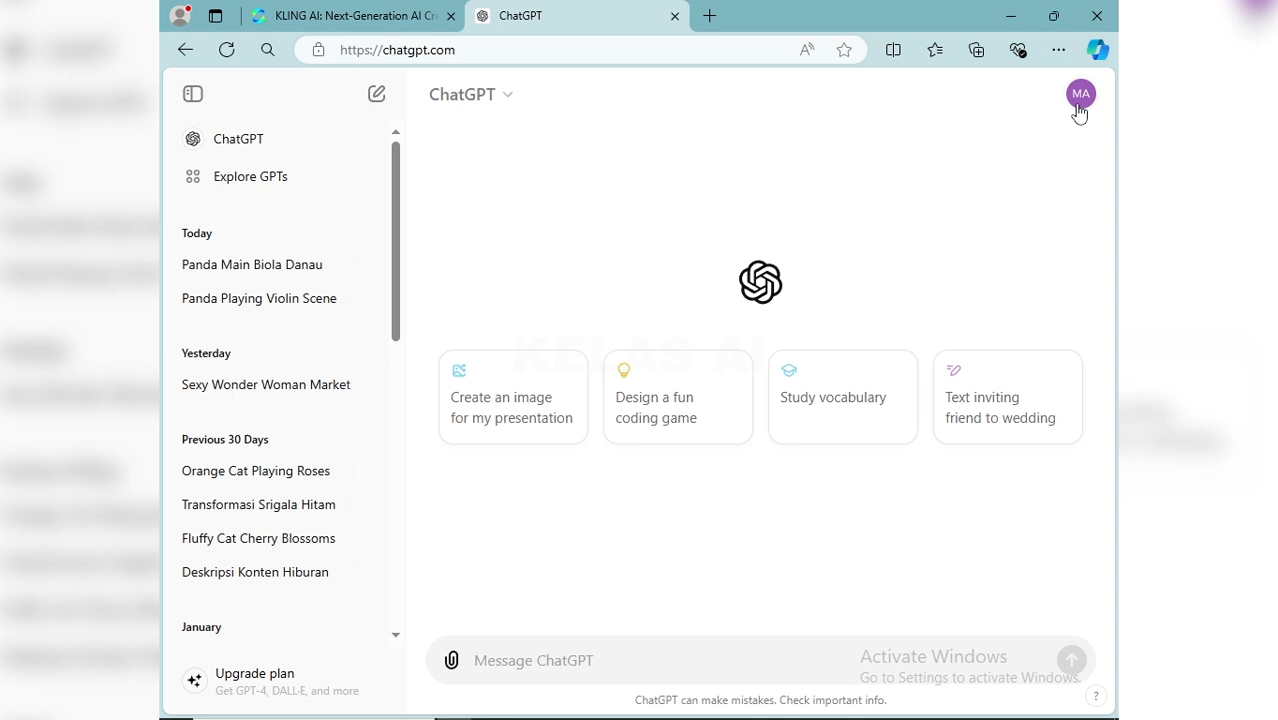 KLING AI: Next-Generation AI Cr
ChatGPT
https://chatgpt.com
ChatGPT
MA
ChatGPT
Explore GPTs
Today
Panda Main Biola Danau
Panda Playing Violin Scene
Yesterday
Sexy Wonder Woman Market
Previous 30 Days
Orange Cat Playing Roses
Transformasi Srigala Hitam
Fluffy Cat Cherry Blossoms
Deskripsi Konten Hiburan
January
Upgrade plan
Get GPT-4, DALL·E, and more
KELAS AI
Create an image
for my presentation
Design a fun
coding game
Study vocabulary
Text inviting
friend to wedding
Message ChatGPT
Activate Windows
Go to Settings to activate Windows.
ChatGPT can make mistakes. Check important info.
?